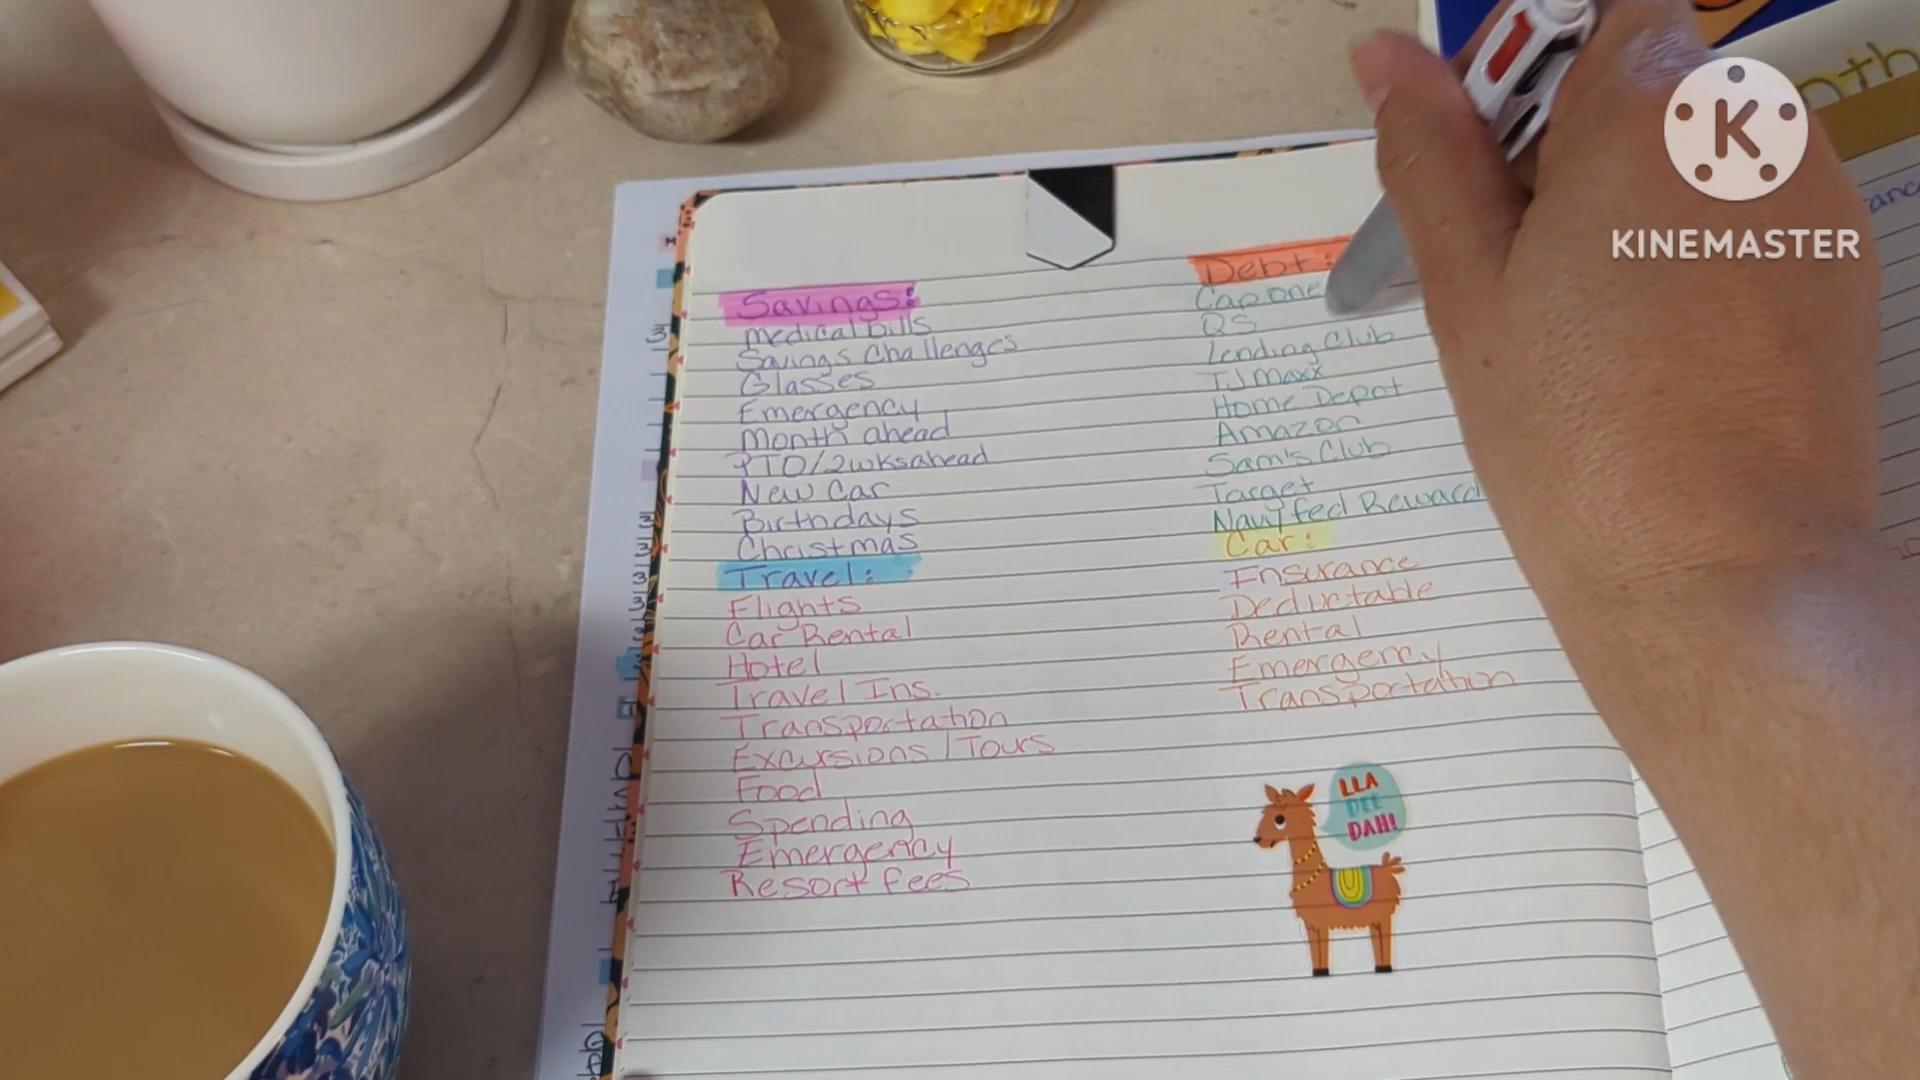 Savings:
Medical bills
Savings Challenges
Glasses
Emergency
Month ahead
PTO/2wksahead
New Car
Birthdays
Christmas
Travel:
Flights
Car Rental
Hotel
Travel Ins.
Transportation
Excursions/Tours
Food
Spending
Emergency
Resort fees
Debt:
Cap one
QS
Lending Club
TJ Maxx
Home Depot
Amazon
Sam's Club
Target
Navy fed Reward
Car:
Insurance
Deductable
Rental
Emergency
Transportation
LLA
DEE
DAH!
K
KINEMASTER